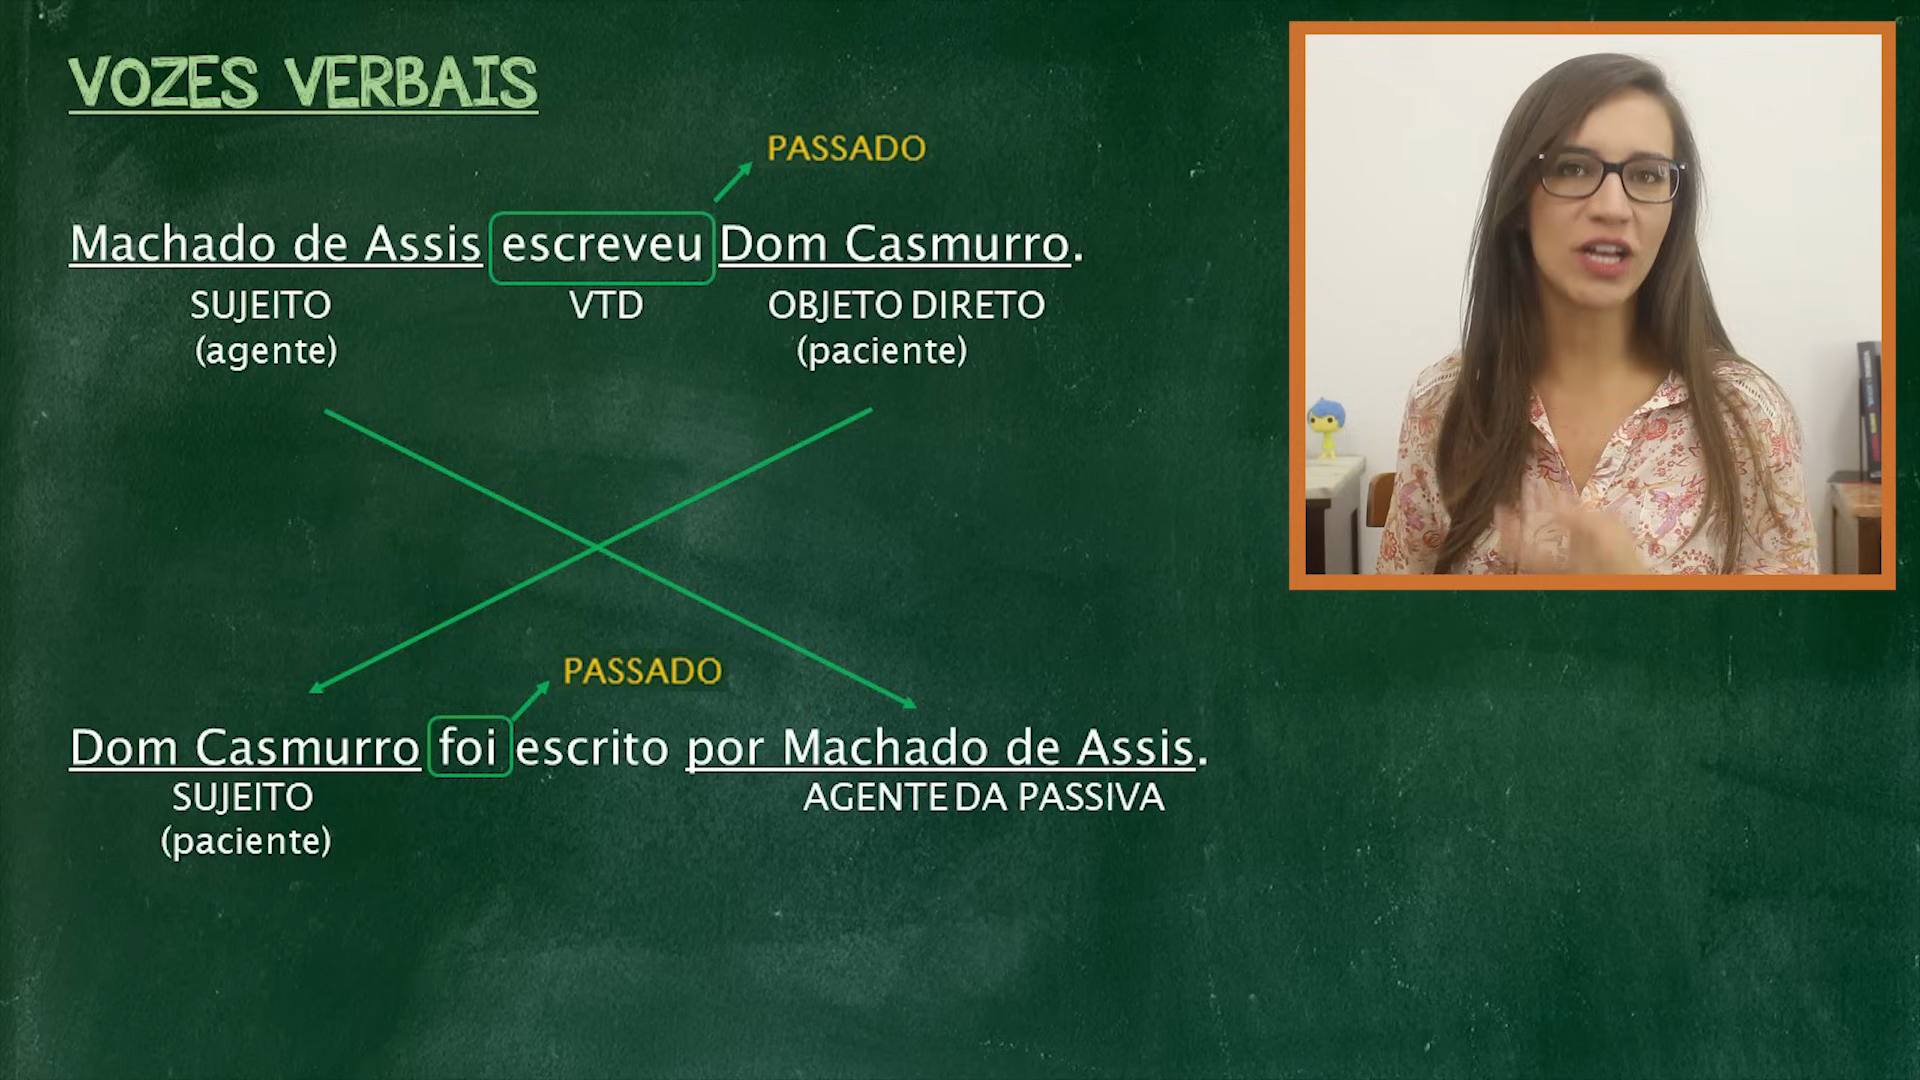 VOZES VERBAIS
PASSADO
Machado de Assis escreveu Dom Casmurro.
SUJEITO VTD OBJETO DIRETO
(agente) (paciente)
PASSADO
Dom Casmurro foi escrito por Machado de Assis.
SUJEITO AGENTE DA PASSIVA
(paciente)